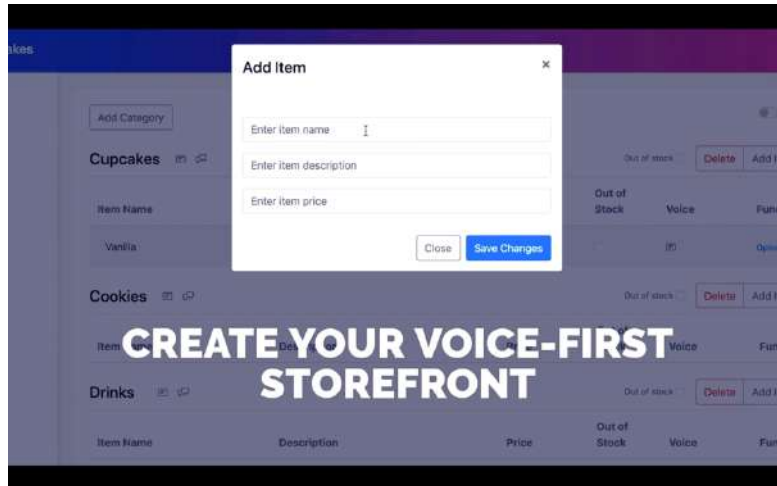 akes
Add Item ×
Enter item name
Enter item description
Enter item price
Close Save Changes
Add Category
Cupcakes Out of stock Delete Add I
Item Name Out of Stock Voice Fun
Vanilla
Cookies Out of stock Delete Add I
Item Voice Fun
CREATE YOUR VOICE-FIRST
STOREFRONT
Drinks Out of stock Delete Add I
Item Name Description Price Out of Stock Voice Fun